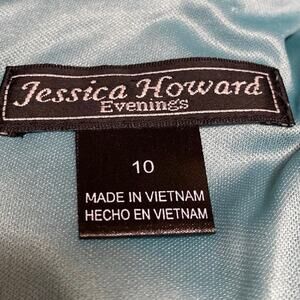 Jessica Howard
Evenings
10
MADE IN VIETNAM
HECHO EN VIETNAM